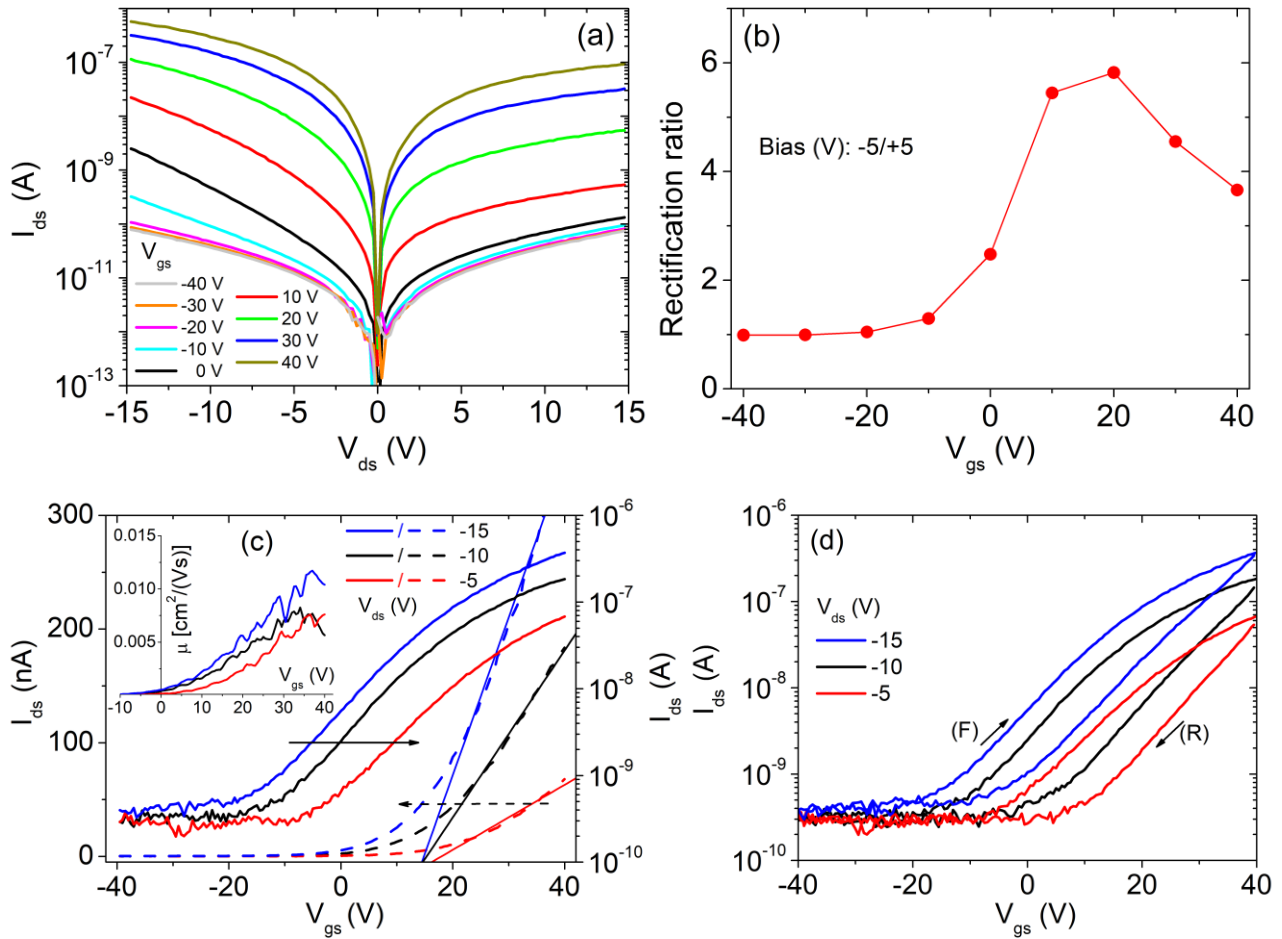 (a)
10^-7
10^-9
10^-11
10^-13
I_ds (A)
V_gs
-40 V
-30 V
-20 V
-10 V
0 V
10 V
20 V
30 V
40 V
-15 -10 -5 0 5 10 15
V_ds (V)
(b)
6
4
2
0
Rectification ratio
Bias (V): -5/+5
-40 -20 0 20 40
V_gs (V)
(c)
300
250
200
150
100
50
0
I_ds (nA)
0.015
0.010
0.005
μ [cm^2/(Vs)]
-10 0 10 20 30 40
V_gs (V)
/ -15
/ -10
/ -5
V_ds (V)
10^-6
10^-7
10^-8
10^-9
10^-10
I_ds (A)
-40 -20 0 20 40
V_gs (V)
(d)
10^-6
10^-7
10^-8
10^-9
10^-10
I_ds (A)
V_ds (V)
-15
-10
-5
(F)
(R)
-40 -20 0 20 40
V_gs (V)